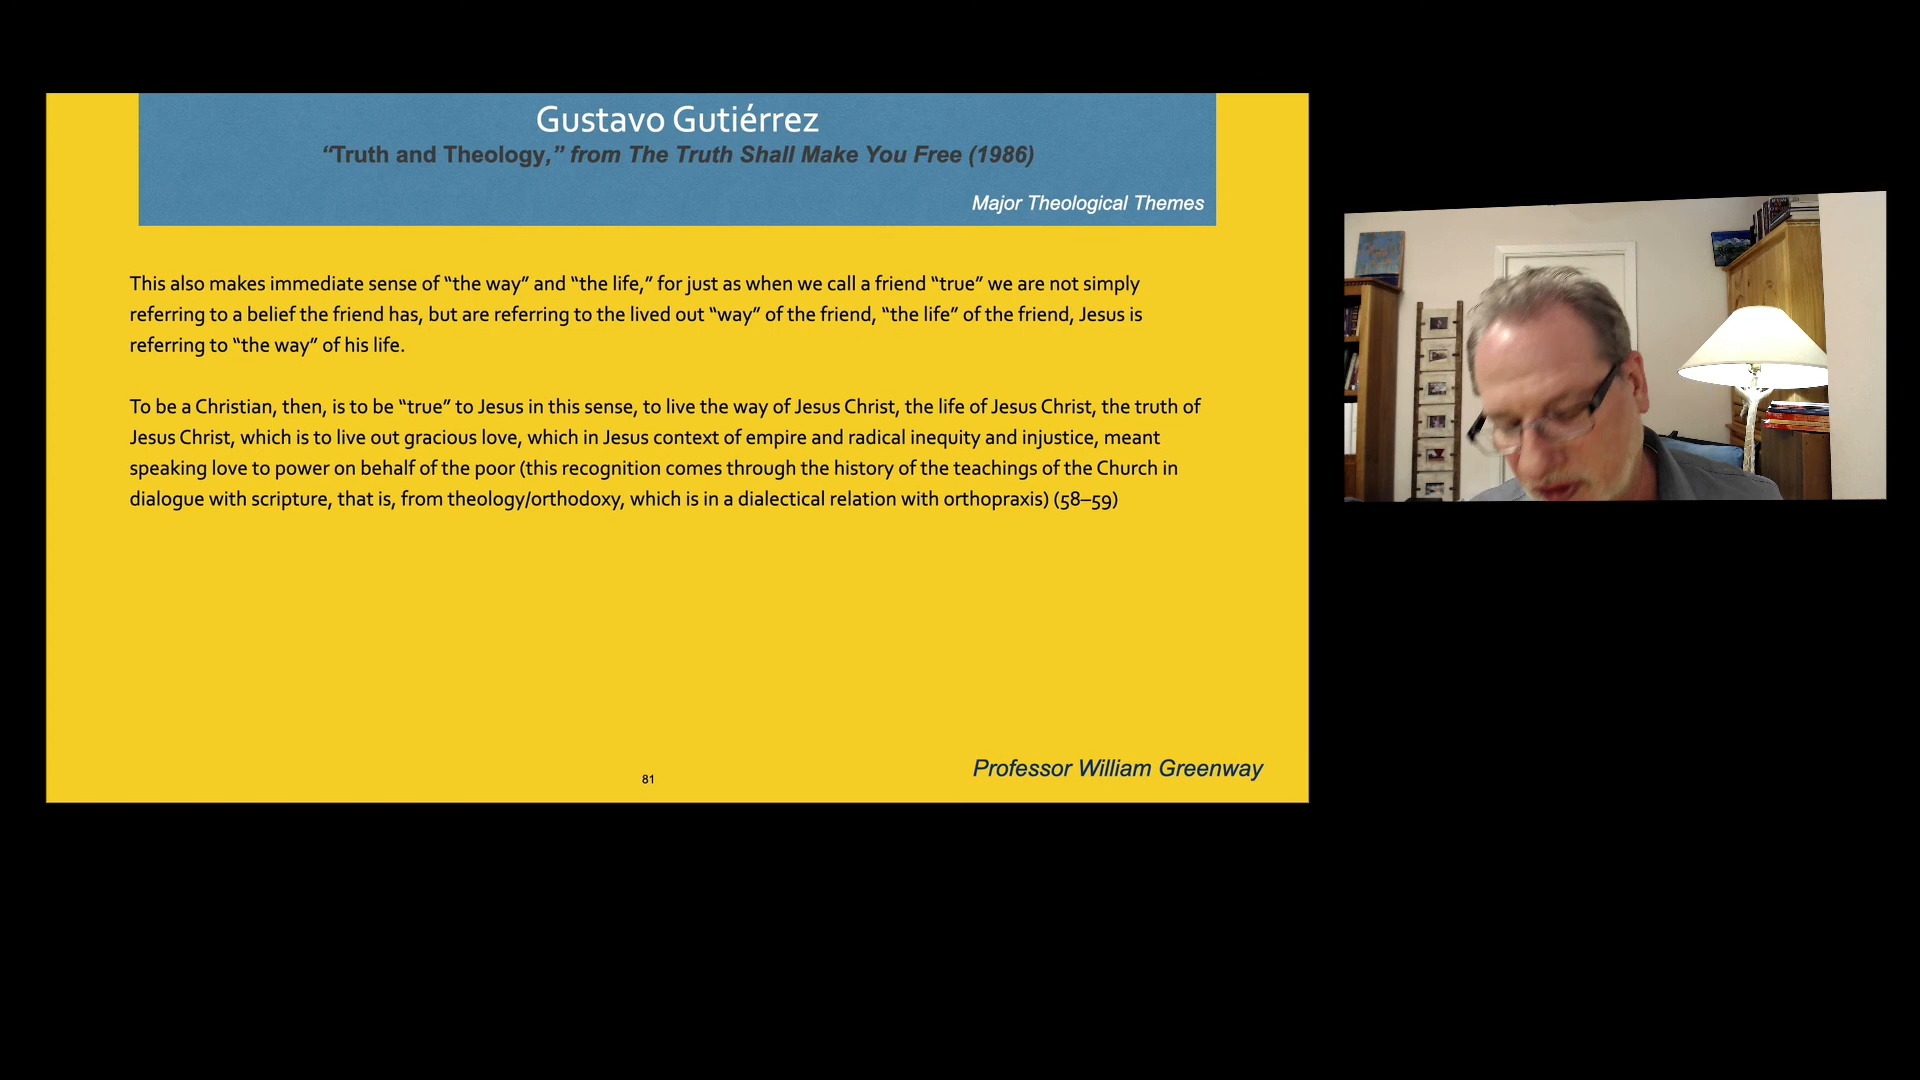 Gustavo Gutiérrez
“Truth and Theology,” from The Truth Shall Make You Free (1986)
Major Theological Themes
This also makes immediate sense of “the way” and “the life,” for just as when we call a friend “true” we are not simply
referring to a belief the friend has, but are referring to the lived out “way” of the friend, “the life” of the friend, Jesus is
referring to “the way” of his life.
To be a Christian, then, is to be “true” to Jesus in this sense, to live the way of Jesus Christ, the life of Jesus Christ, the truth of
Jesus Christ, which is to live out gracious love, which in Jesus context of empire and radical inequity and injustice, meant
speaking love to power on behalf of the poor (this recognition comes through the history of the teachings of the Church in
dialogue with scripture, that is, from theology/orthodoxy, which is in a dialectical relation with orthopraxis) (58–59)
Professor William Greenway
81